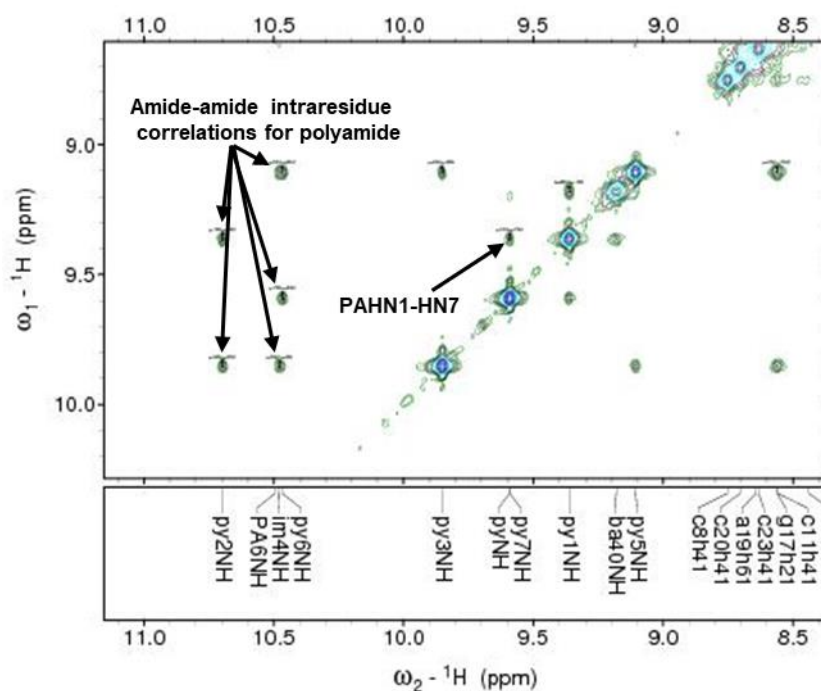 11.0 10.5 10.0 9.5 9.0 8.5
Amide-amide intraresidue
correlations for polyamide
9.0
PAHN1-HN7
9.5
10.0
ω1 - 1H (ppm)
py2NH
PA6NH
im4NH
py6NH
py3NH
pyNH
py7NH
py1NH
ba40NH
py5NH
c8h41
c20h41
a19h61
c23h41
g17h21
c11h41
11.0 10.5 10.0 9.5 9.0 8.5
ω2 - 1H (ppm)